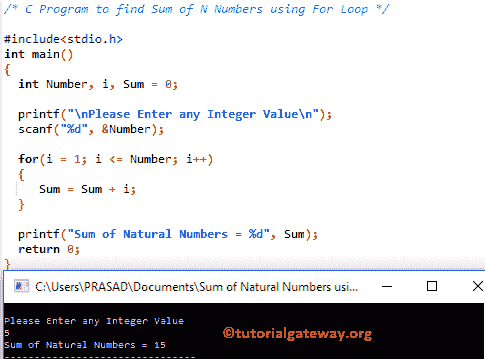 /* C Program to find Sum of N Numbers using For Loop */
#include<stdio.h>
int main()
{
int Number, i, Sum = 0;
printf("\nPlease Enter any Integer Value\n");
scanf("%d", &Number);
for(i = 1; i <= Number; i++)
{
Sum = Sum + i;
}
printf("Sum of Natural Numbers = %d", Sum);
return 0;
}
C:\Users\PRASAD\Documents\Sum of Natural Numbers usi...
Please Enter any Integer Value
5
©tutorialgateway.org
Sum of Natural Numbers = 15
--------------------------------